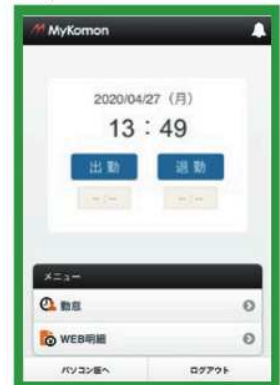 MyKomon
2020/04/27（月）
13：49
出勤 退勤
--:-- --:--
メニュー
勤怠
WEB明細
パソコン版へ ログアウト